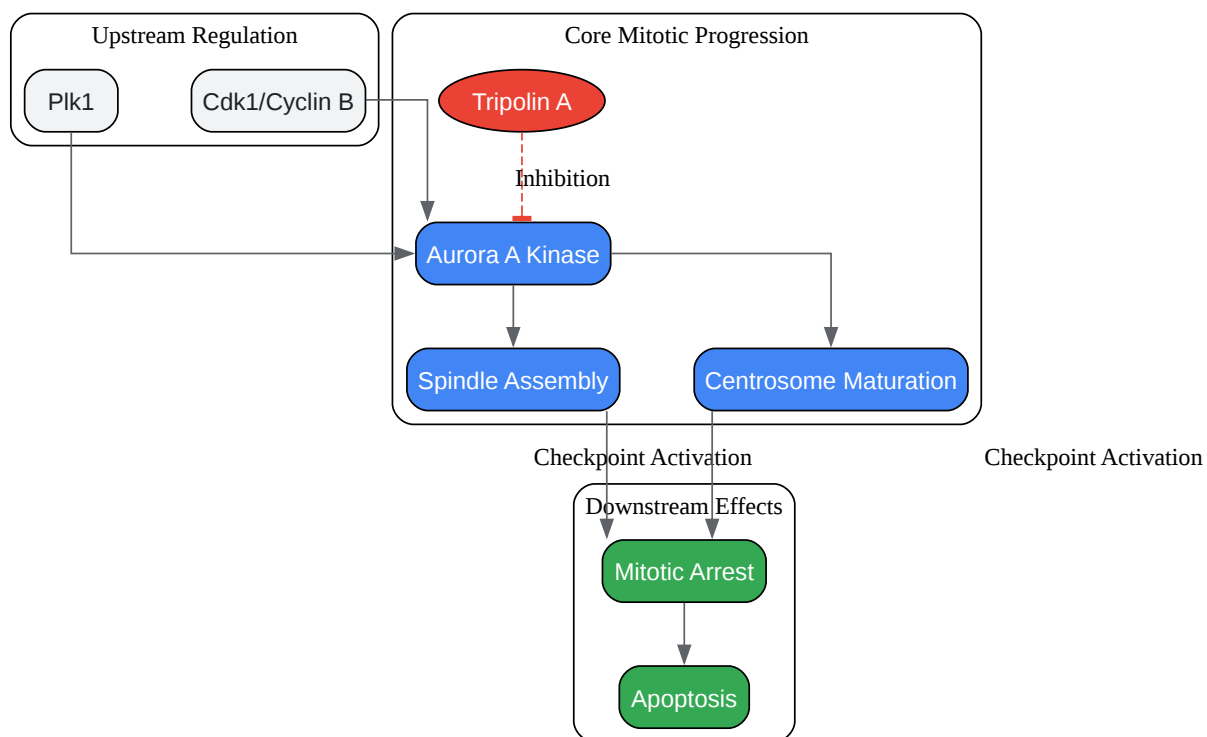 Upstream Regulation
Core Mitotic Progression
Plk1
Cdk1/Cyclin B
Tripolin A
Inhibition
Aurora A Kinase
Spindle Assembly
Centrosome Maturation
Checkpoint Activation
Checkpoint Activation
Downstream Effects
Mitotic Arrest
Apoptosis